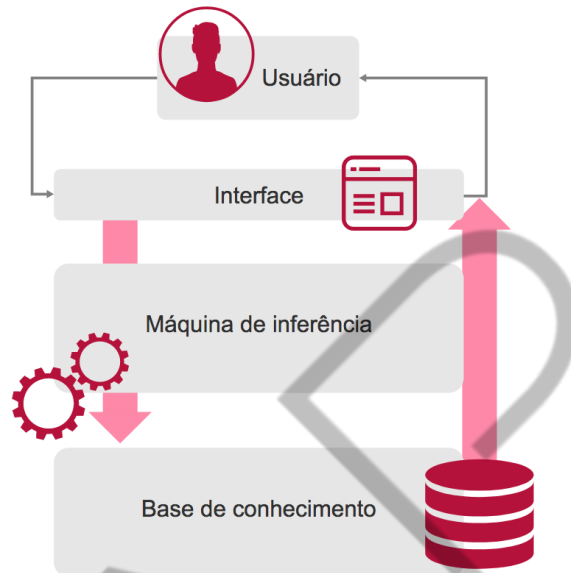 Usuário
Interface
Máquina de inferência
Base de conhecimento